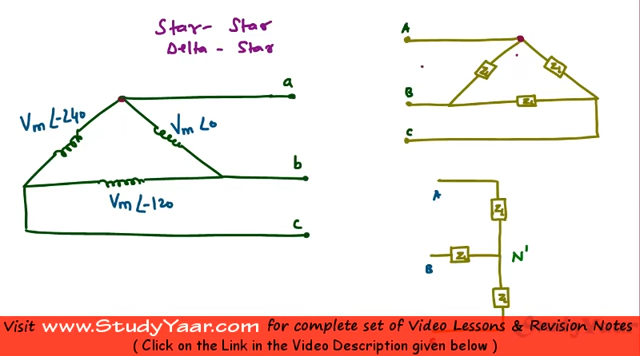 Star- Star
Delta - Star
a
Vm∠-240
Vm∠0
b
Vm∠-120
c
A
Z₁
Z₁
B
Z₁
C
A
Z₁
B
Z₁
N'
Z₁
Visit www.StudyYaar.com for complete set of Video Lessons & Revision Notes
( Click on the Link in the Video Description given below )